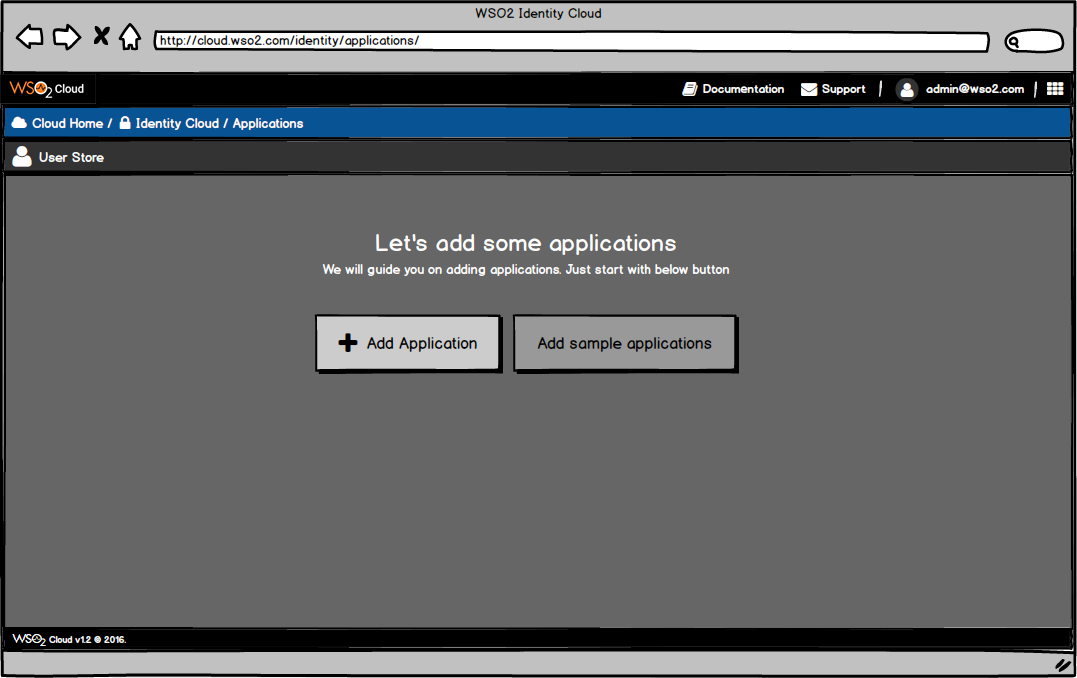 WSO2 Identity Cloud
http://cloud.wso2.com/identity/applications/
WSO2 Cloud Documentation Support | admin@wso2.com |
Cloud Home / Identity Cloud / Applications
User Store
Let's add some applications
We will guide you on adding applications. Just start with below button
Add Application Add sample applications
WSO2 Cloud v1.2 © 2016.